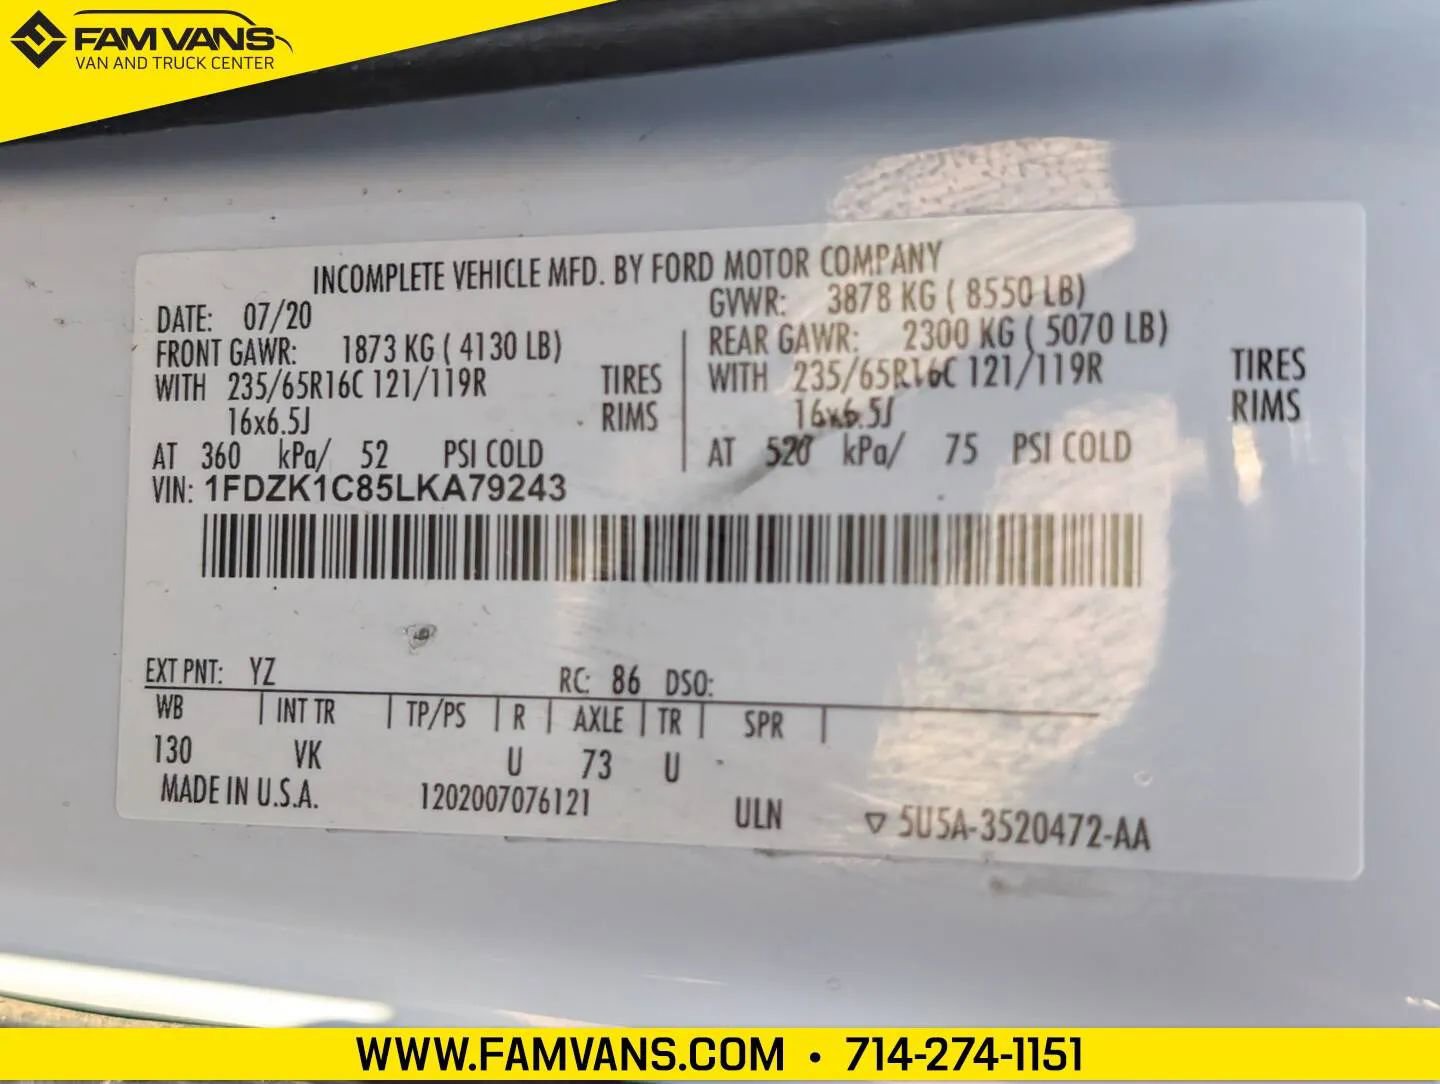 FAM VANS
VAN AND TRUCK CENTER
INCOMPLETE VEHICLE MFD. BY FORD MOTOR COMPANY
DATE: 07/20 GVWR: 3878 KG ( 8550 LB)
FRONT GAWR: 1873 KG ( 4130 LB) REAR GAWR: 2300 KG ( 5070 LB)
WITH 235/65R16C 121/119R TIRES WITH 235/65R16C 121/119R TIRES
16x6.5J RIMS 16x6.5J RIMS
AT 360 kPa/ 52 PSI COLD AT 520 kPa/ 75 PSI COLD
VIN: 1FDZK1C85LKA79243
EXT PNT: YZ RC: 86 DSO:
WB | INT TR | TP/PS | R | AXLE | TR | SPR |
130 VK U 73 U
MADE IN U.S.A. 1202007076121 ULN ▽ 5U5A-3520472-AA
WWW.FAMVANS.COM • 714-274-1151